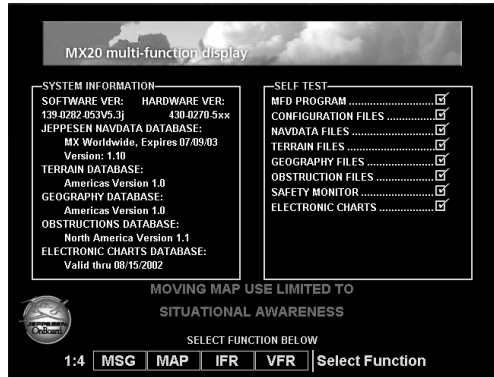 MX20 multi-function display
SYSTEM INFORMATION
SOFTWARE VER: HARDWARE VER:
139-0282-053V5.3j 430-0270-5xx
JEPPESEN NAVDATA DATABASE:
MX Worldwide, Expires 07/09/03
Version: 1.10
TERRAIN DATABASE:
Americas Version 1.0
GEOGRAPHY DATABASE:
Americas Version 1.0
OBSTRUCTIONS DATABASE:
North America Version 1.1
ELECTRONIC CHARTS DATABASE:
Valid thru 08/15/2002
SELF TEST
MFD PROGRAM
CONFIGURATION FILES
NAVDATA FILES
TERRAIN FILES
GEOGRAPHY FILES
OBSTRUCTION FILES
SAFETY MONITOR
ELECTRONIC CHARTS
MOVING MAP USE LIMITED TO
SITUATIONAL AWARENESS
JEPPESEN
OnBoard
SELECT FUNCTION BELOW
1:4 MSG MAP IFR VFR Select Function